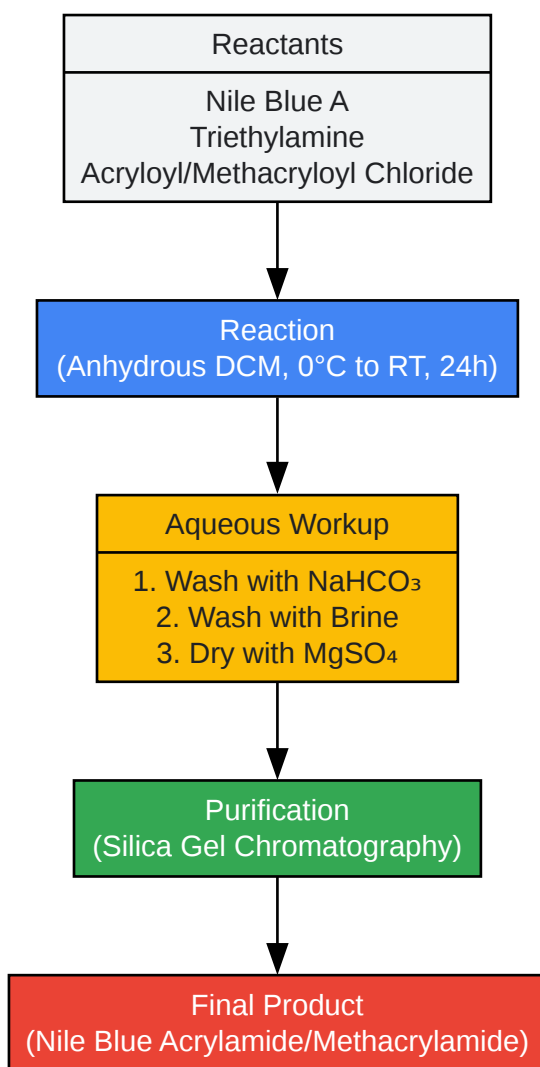 Reactants
Nile Blue A
Triethylamine
Acryloyl/Methacryloyl Chloride
Reaction
(Anhydrous DCM, 0°C to RT, 24h)
Aqueous Workup
1. Wash with NaHCO₃
2. Wash with Brine
3. Dry with MgSO₄
Purification
(Silica Gel Chromatography)
Final Product
(Nile Blue Acrylamide/Methacrylamide)